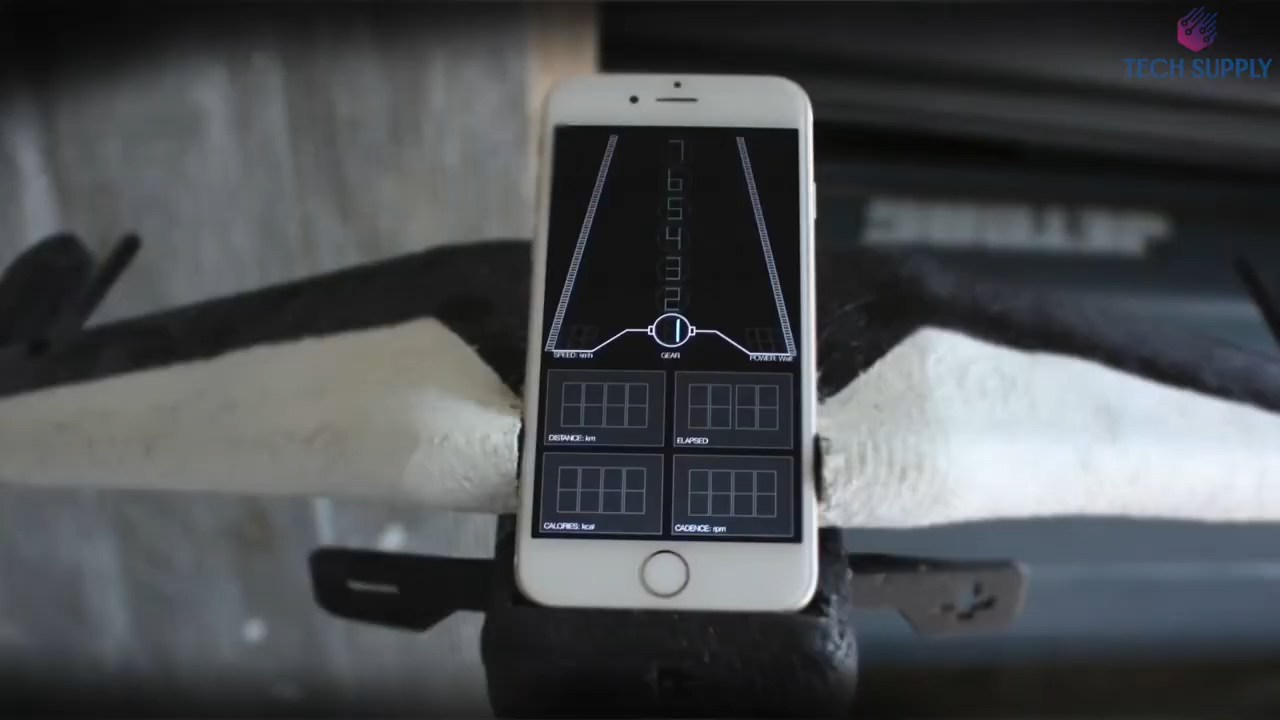 TECH SUPPLY
7
6
5
4
3
2
1
SPEED: km/h
GEAR
POWER: Watt
DISTANCE: km
ELAPSED
CALORIES: kcal
CADENCE: rpm